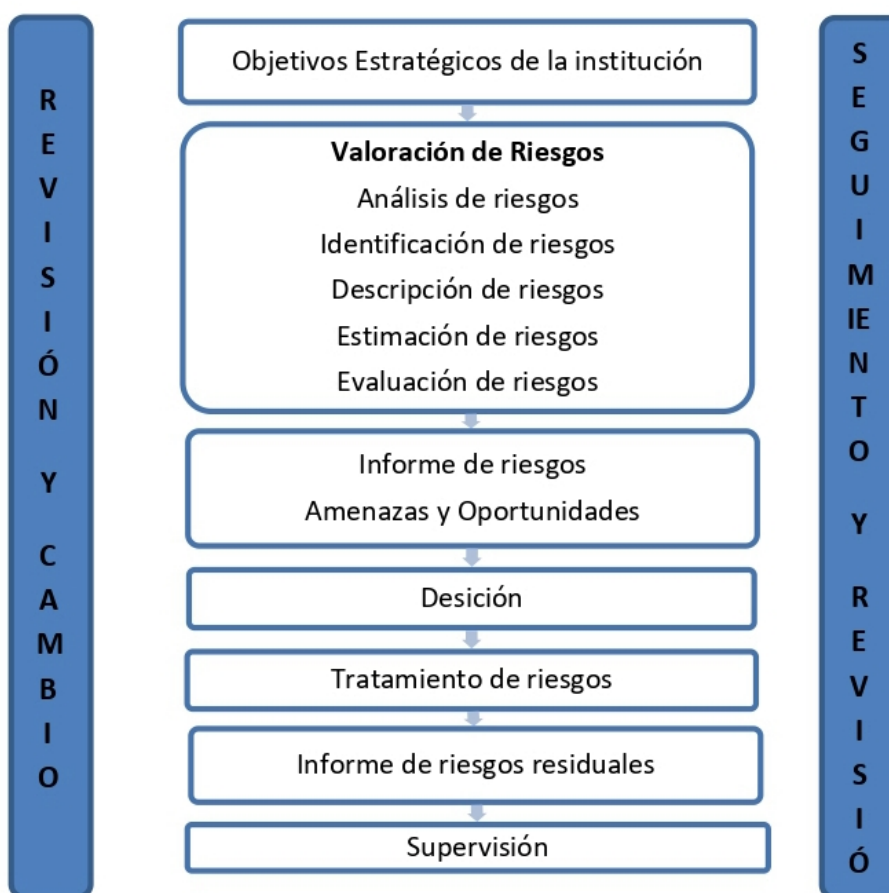 REVISIÓN Y CAMBIO
Objetivos Estratégicos de la institución
Valoración de Riesgos
Análisis de riesgos
Identificación de riesgos
Descripción de riesgos
Estimación de riesgos
Evaluación de riesgos
Informe de riesgos
Amenazas y Oportunidades
Desición
Tratamiento de riesgos
Informe de riesgos residuales
Supervisión
SEGUIMIENTO Y REVISIÓ